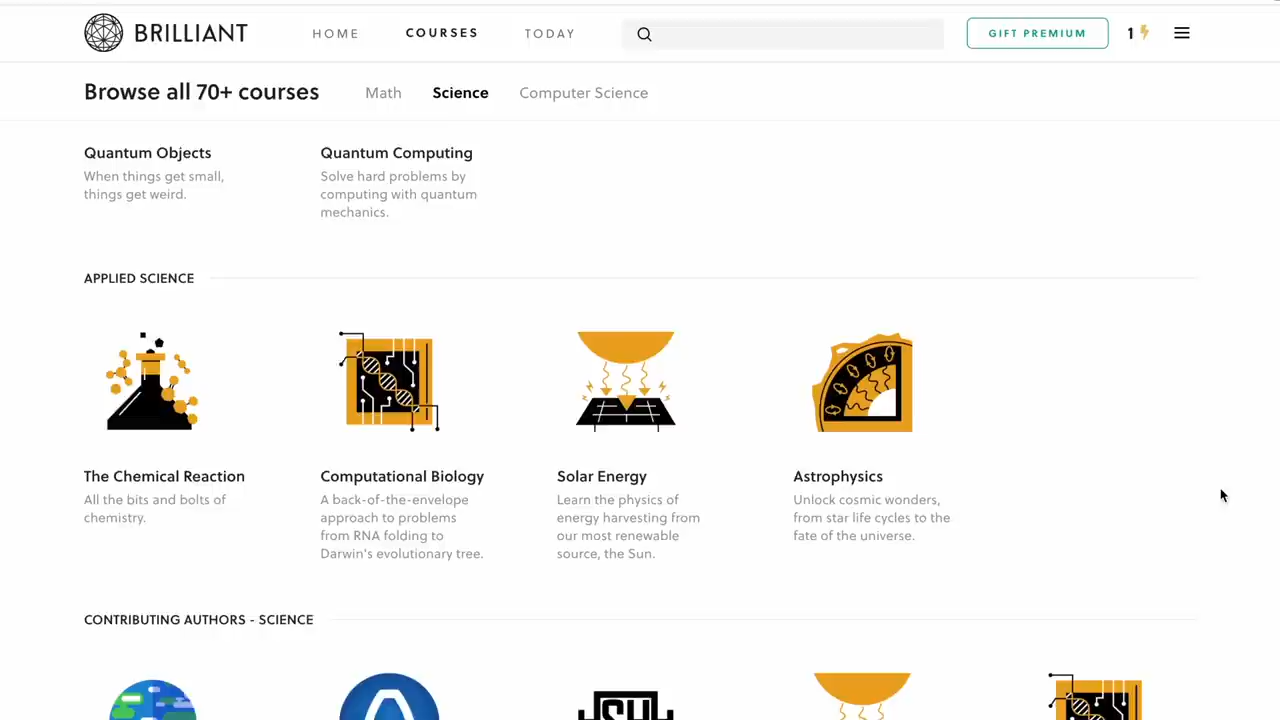 BRILLIANT HOME COURSES TODAY GIFT PREMIUM 1
Browse all 70+ courses Math Science Computer Science
Quantum Objects
When things get small,
things get weird.
Quantum Computing
Solve hard problems by
computing with quantum
mechanics.
APPLIED SCIENCE
The Chemical Reaction
All the bits and bolts of
chemistry.
Computational Biology
A back-of-the-envelope
approach to problems
from RNA folding to
Darwin's evolutionary tree.
Solar Energy
Learn the physics of
energy harvesting from
our most renewable
source, the Sun.
Astrophysics
Unlock cosmic wonders,
from star life cycles to the
fate of the universe.
CONTRIBUTING AUTHORS - SCIENCE